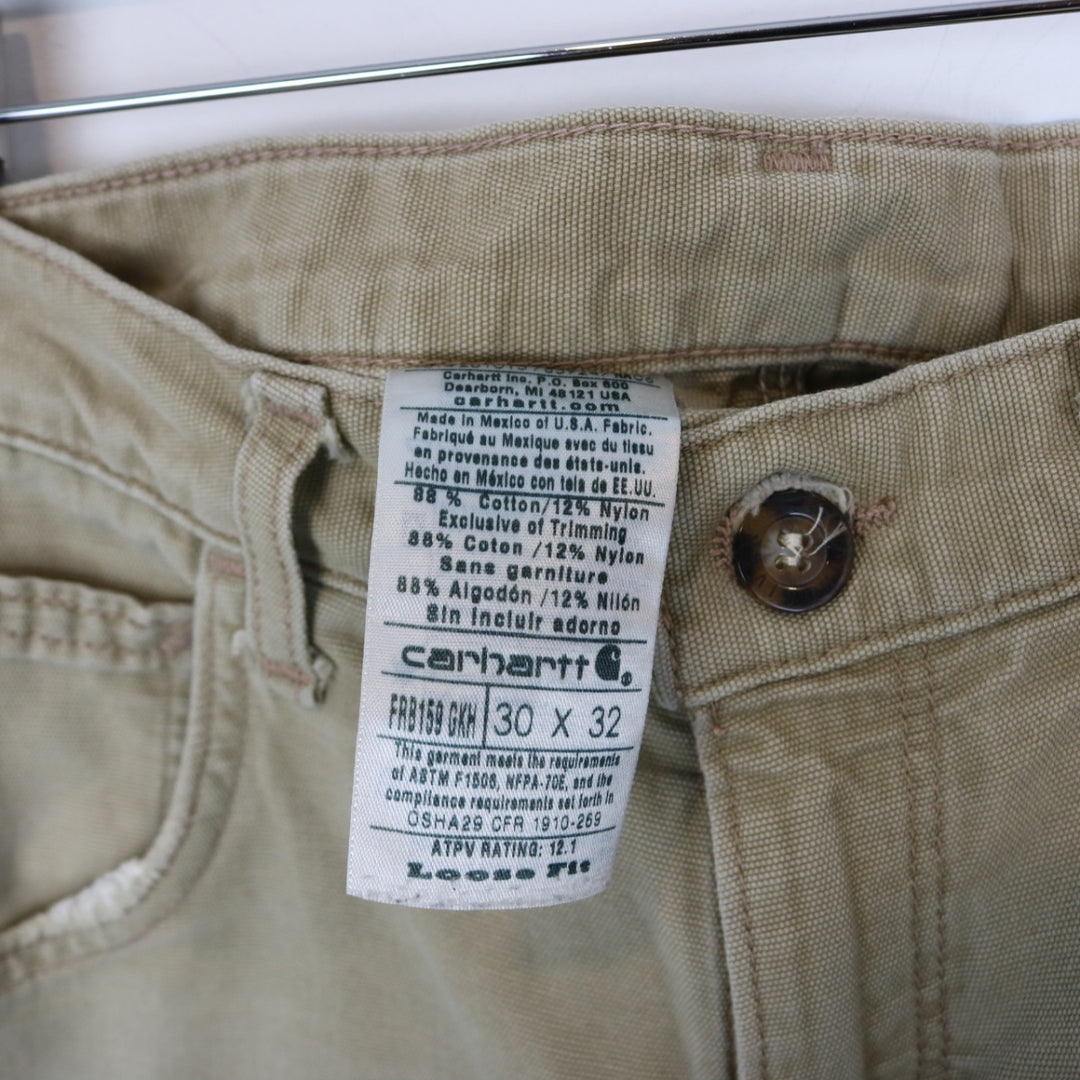 Carhartt Inc. P.O. Box 600
Dearborn, MI 48121 USA
carhartt.com
Made in Mexico of U.S.A. Fabric.
Fabriqué au Mexique avec du tissu
en provenance des états-unis.
Hecho en México con tela de EE.UU.
88 % Cotton/12% Nylon
Exclusive of Trimming
88% Coton /12% Nylon
Sans garniture
88% Algodón /12% Nilón
Sin incluir adorno
carhartt ®
FRB159 GKH 30 X 32
This garment meets the requirements
of ASTM F1506, NFPA-70E, and the
compliance requirements set forth in
OSHA29 CFR 1910-269
ATPV RATING: 12.1
Loose Fit